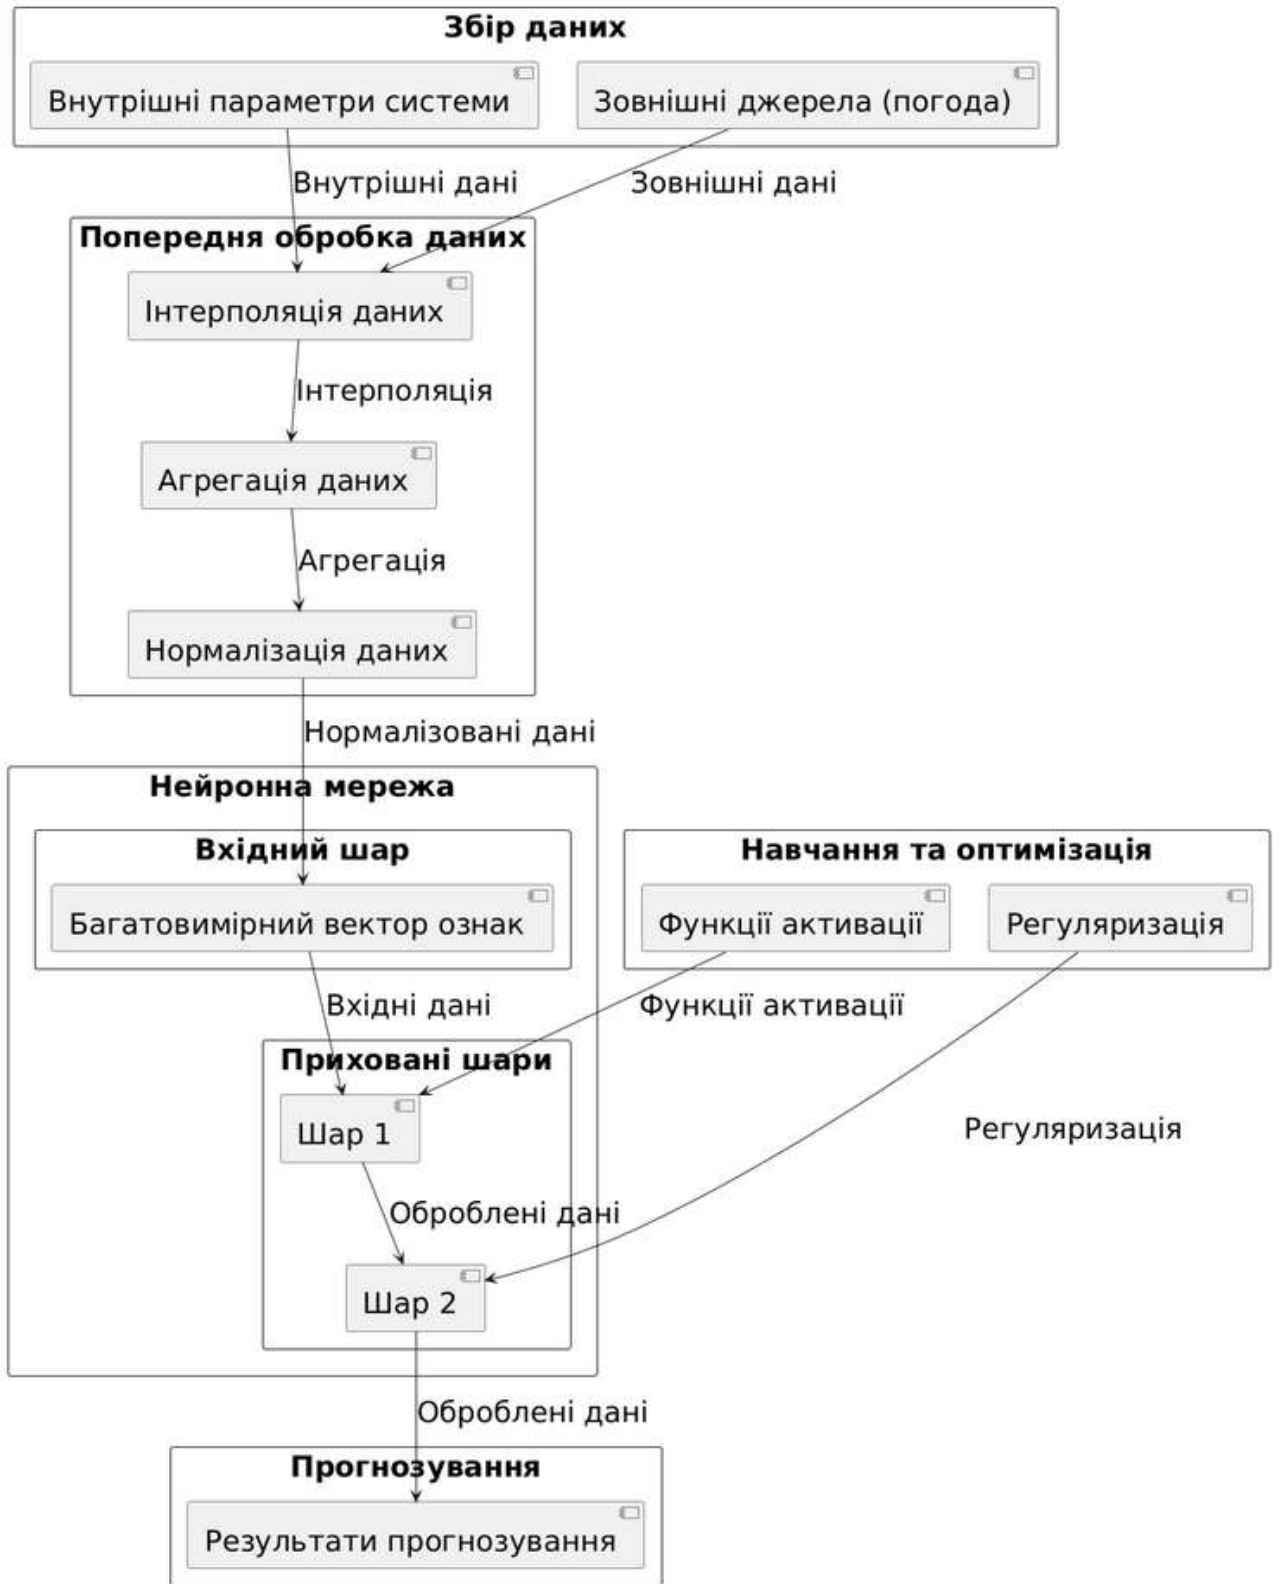 Збір даних
Внутрішні параметри системи
Зовнішні джерела (погода)
Внутрішні дані
Зовнішні дані
Попередня обробка даних
Інтерполяція даних
Інтерполяція
Агрегація даних
Агрегація
Нормалізація даних
Нормалізовані дані
Нейронна мережа
Вхідний шар
Навчання та оптимізація
Багатовимірний вектор ознак
Функції активації
Регуляризація
Вхідні дані
Функції активації
Приховані шари
Шар 1
Регуляризація
Оброблені дані
Шар 2
Оброблені дані
Прогнозування
Результати прогнозування